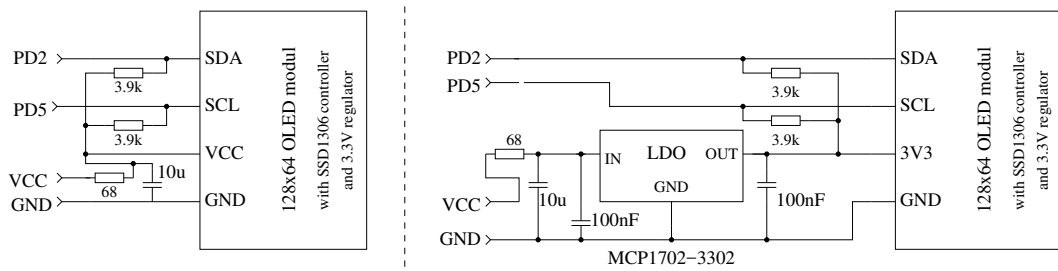 PD2
SDA
3.9k
PD5
SCL
3.9k
VCC
VCC
68
10u
GND
GND
128x64 OLED modul
with SSD1306 controller
and 3.3V regulator
PD2
SDA
PD5
3.9k
SCL
3.9k
68
IN
LDO
OUT
3V3
GND
VCC
10u
100nF
100nF
GND
GND
MCP1702-3302
128x64 OLED modul
with SSD1306 controller
and 3.3V regulator